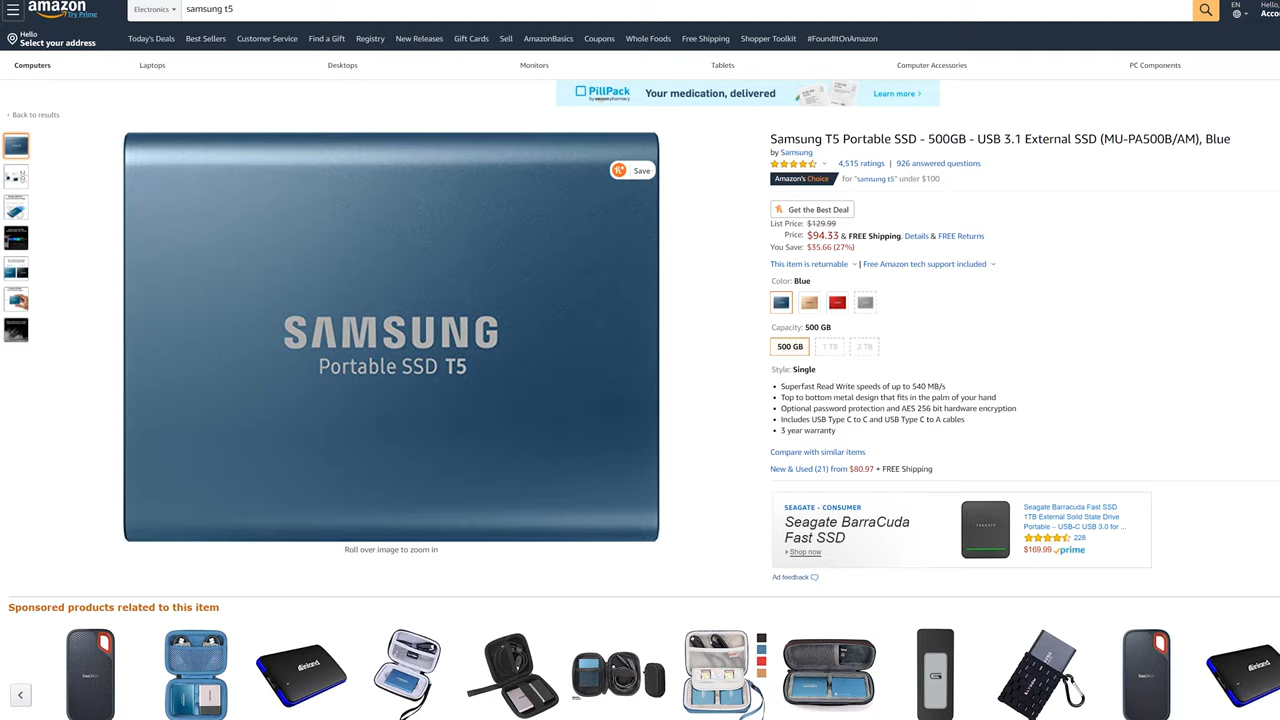 amazon
Try Prime
Electronics
samsung t5
EN
Hello,
Accou
Hello
Select your address
Today's Deals
Best Sellers
Customer Service
Find a Gift
Registry
New Releases
Gift Cards
Sell
AmazonBasics
Coupons
Whole Foods
Free Shipping
Shopper Toolkit
#FoundItOnAmazon
Computers
Laptops
Desktops
Monitors
Tablets
Computer Accessories
PC Components
PillPack
by amazon pharmacy
Your medication, delivered
Learn more ›
‹ Back to results
Save
SAMSUNG
Portable SSD T5
Roll over image to zoom in
Samsung T5 Portable SSD - 500GB - USB 3.1 External SSD (MU-PA500B/AM), Blue
by Samsung
4,515 ratings | 926 answered questions
Amazon's Choice for "samsung t5" under $100
Get the Best Deal
List Price: $129.99
Price: $94.33 & FREE Shipping. Details & FREE Returns
You Save: $35.66 (27%)
This item is returnable | Free Amazon tech support included
Color: Blue
Capacity: 500 GB
500 GB
1 TB
2 TB
Style: Single
• Superfast Read Write speeds of up to 540 MB/s
• Top to bottom metal design that fits in the palm of your hand
• Optional password protection and AES 256 bit hardware encryption
• Includes USB Type C to C and USB Type C to A cables
• 3 year warranty
Compare with similar items
New & Used (21) from $80.97 + FREE Shipping
SEAGATE - CONSUMER
Seagate BarraCuda
Fast SSD
› Shop now
SEAGATE
Seagate Barracuda Fast SSD
1TB External Solid State Drive
Portable – USB-C USB 3.0 for ...
228
$169.99 prime
Ad feedback
Sponsored products related to this item
SanDisk
G
SanDisk